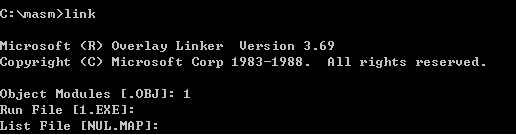 C:\masm>link
Microsoft (R) Overlay Linker  Version 3.69
Copyright (C) Microsoft Corp 1983-1988.  All rights reserved.
Object Modules [.OBJ]: 1
Run File [1.EXE]:
List File [NUL.MAP]: